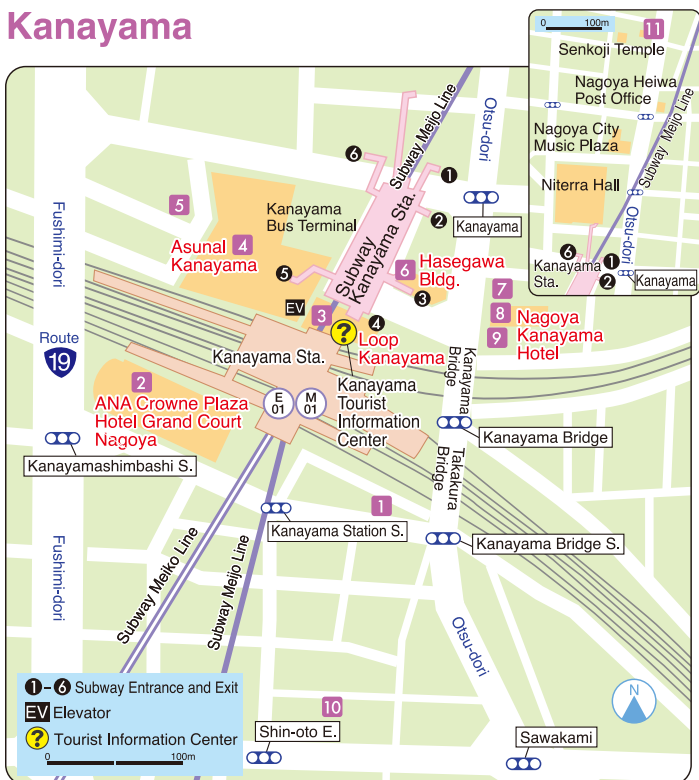 Kanayama
0 100m
11
Senkoji Temple
Nagoya Heiwa
Post Office
Nagoya City
Music Plaza
Niterra Hall
Subway Meijo Line
Otsu-dori
6
1
2
Kanayama
Sta.
Kanayama
Subway Meijo Line
Otsu-dori
6
1
2
Kanayama
Fushimi-dori
5
Asunal
Kanayama
4
Kanayama
Bus Terminal
Subway
Kanayama Sta.
6
Hasegawa
Bldg.
5
3
EV
3
?
4
Loop
Kanayama
7
8
9
Nagoya
Kanayama
Hotel
Route
19
Kanayama Sta.
Kanayama
Tourist
Information
Center
Kanayama
Bridge
2
ANA Crowne Plaza
Hotel Grand Court
Nagoya
E
01
M
01
Kanayamashimbashi S.
Kanayama Bridge
Takakura
Bridge
1
Kanayama Station S.
Kanayama Bridge S.
Fushimi-dori
Subway Meiko Line
Subway Meijo Line
Otsu-dori
1-6 Subway Entrance and Exit
EV Elevator
? Tourist Information Center
0 100m
10
Shin-oto E.
Sawakami
N